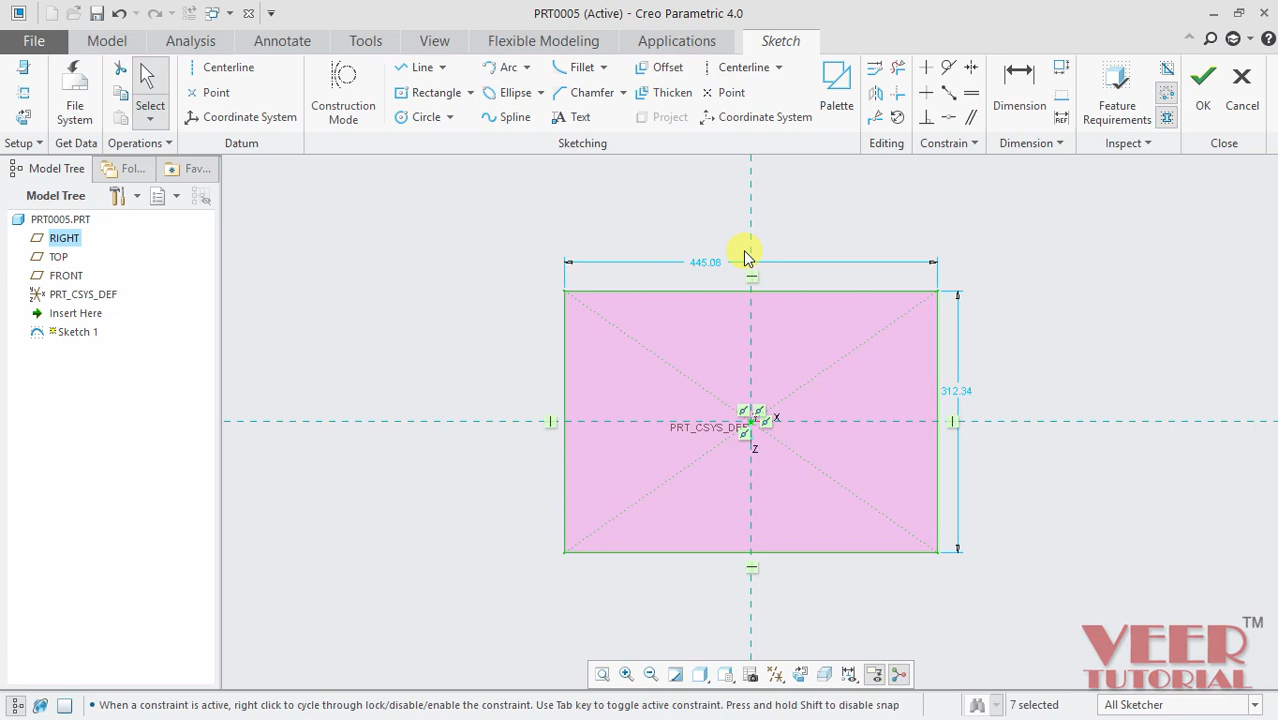 PRT0005 (Active) - Creo Parametric 4.0
File Model Analysis Annotate Tools View Flexible Modeling Applications Sketch
Centerline Line Arc Fillet Offset Centerline
Point Rectangle Ellipse Chamfer Thicken Point
Coordinate System Circle Spline Text Project Coordinate System
File System Select Construction Mode Palette Dimension Feature Requirements OK Cancel
Setup Get Data Operations Datum Sketching Editing Constrain Dimension Inspect Close
Model Tree Fol... Fav...
Model Tree
PRT0005.PRT
RIGHT
TOP
FRONT
PRT_CSYS_DEF
Insert Here
Sketch 1
445.08
312.34
X
PRT_CSYS_DEF
Z
VEER TM
TUTORIAL
When a constraint is active, right click to cycle through lock/disable/enable the constraint. Use Tab key to toggle active constraint. Press and hold Shift to disable snap
7 selected
All Sketcher